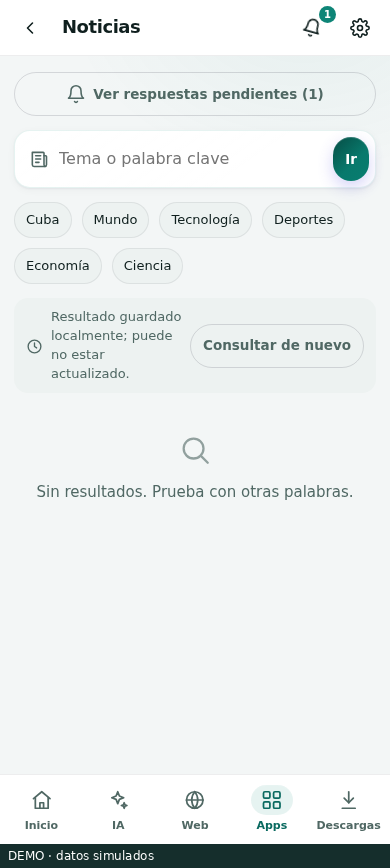 Noticias
1
Ver respuestas pendientes (1)
Tema o palabra clave
Ir
Cuba
Mundo
Tecnología
Deportes
Economía
Ciencia
Resultado guardado
localmente; puede
no estar
actualizado.
Consultar de nuevo
Sin resultados. Prueba con otras palabras.
Inicio
IA
Web
Apps
Descargas
DEMO · datos simulados